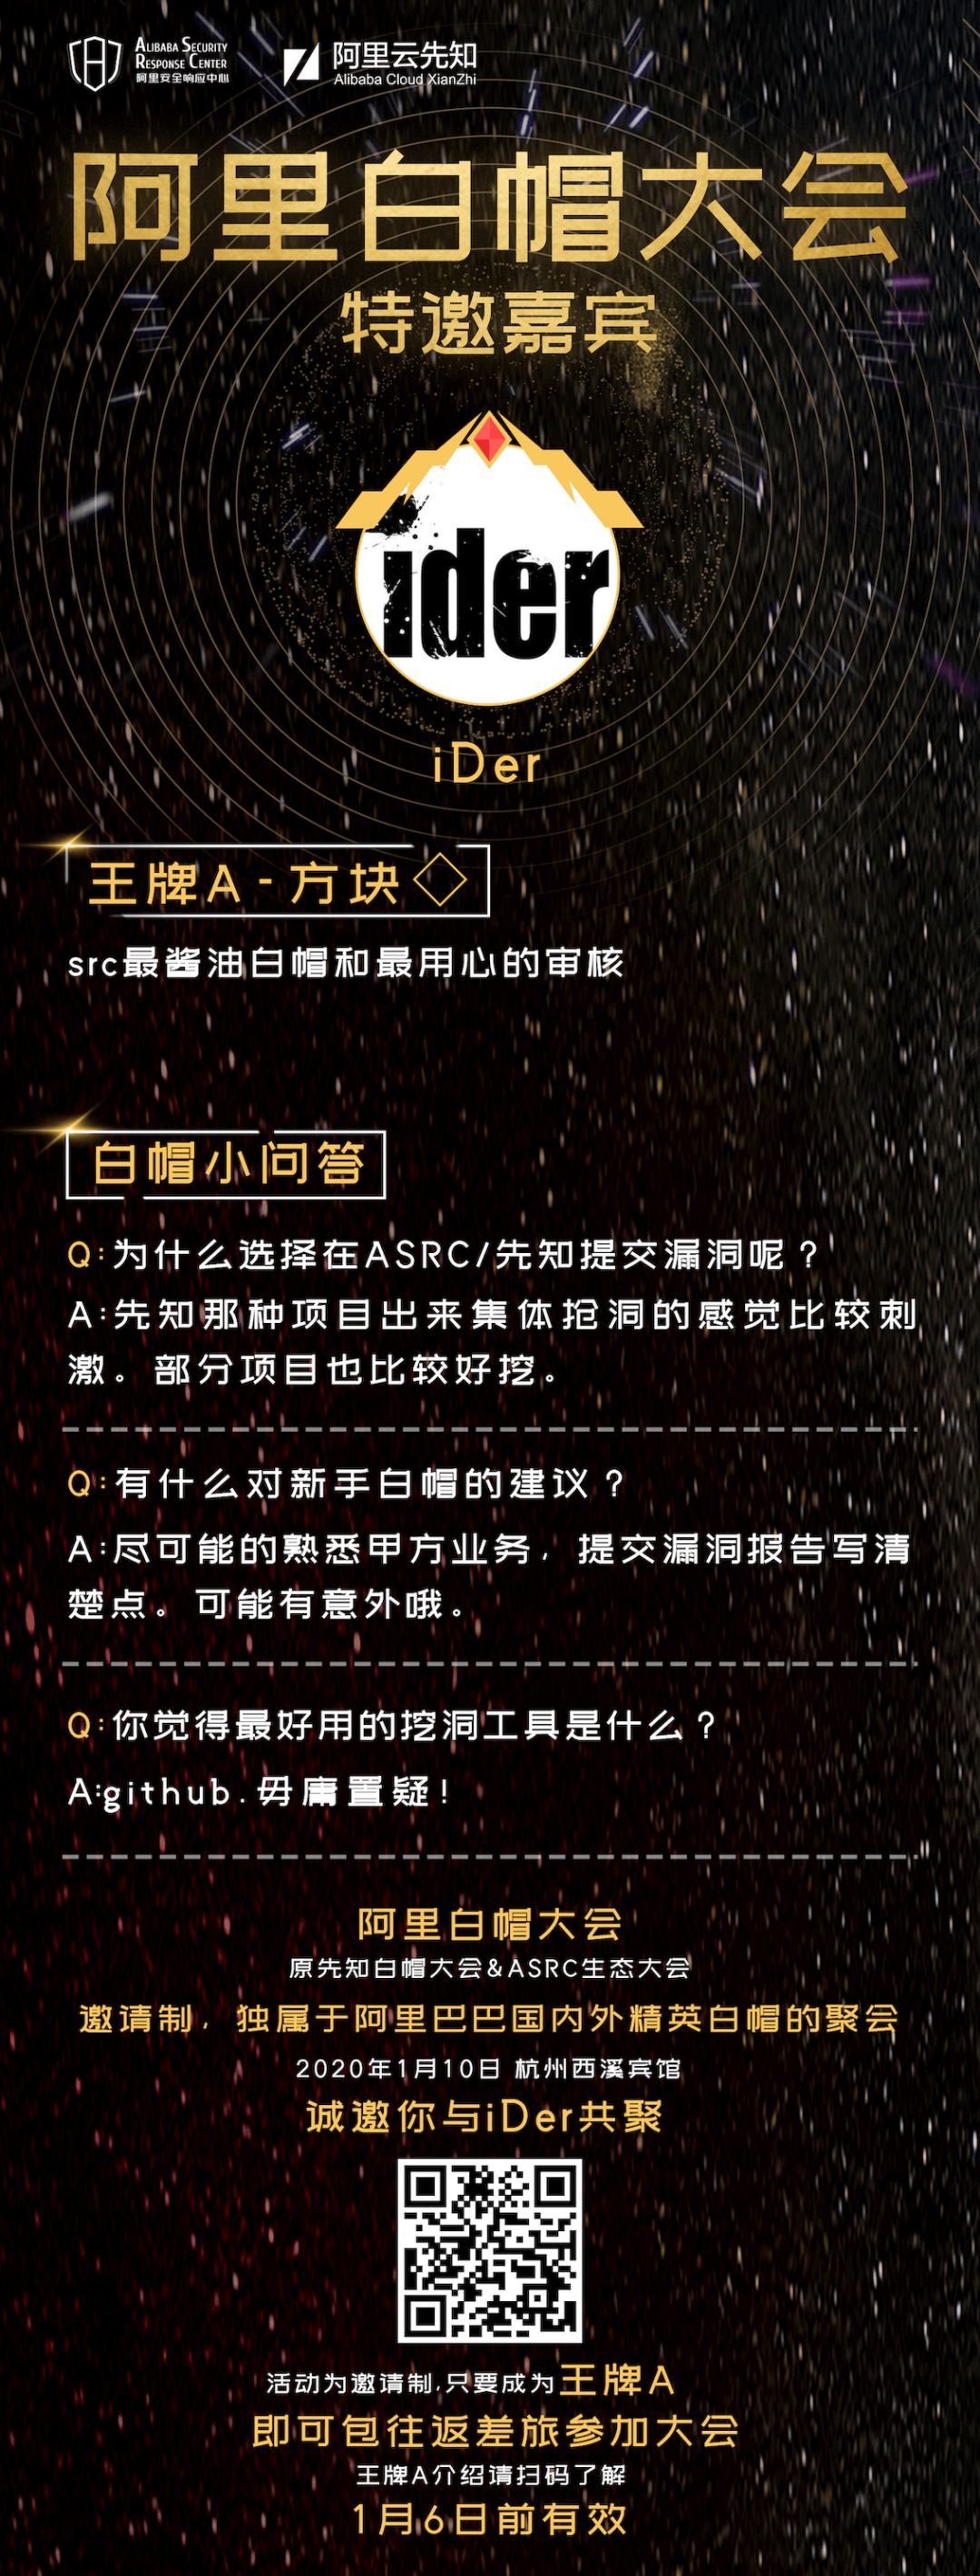 ALIBABA SECURITY
RESPONSE CENTER
阿里安全响应中心
阿里云先知
Alibaba Cloud XianZhi
阿里白帽大会
特邀嘉宾
ider
iDer
王牌A-方块◇
src最酱油白帽和最用心的审核
白帽小问答
Q:为什么选择在ASRC/先知提交漏洞呢？
A:先知那种项目出来集体抢洞的感觉比较刺
激。部分项目也比较好挖。
Q:有什么对新手白帽的建议？
A:尽可能的熟悉甲方业务，提交漏洞报告写清
楚点。可能有意外哦。
Q:你觉得最好用的挖洞工具是什么？
A:github.毋庸置疑!
阿里白帽大会
原先知白帽大会&ASRC生态大会
邀请制，独属于阿里巴巴国内外精英白帽的聚会
2020年1月10日 杭州西溪宾馆
诚邀你与iDer共聚
活动为邀请制,只要成为王牌A
即可包往返差旅参加大会
王牌A介绍请扫码了解
1月6日前有效